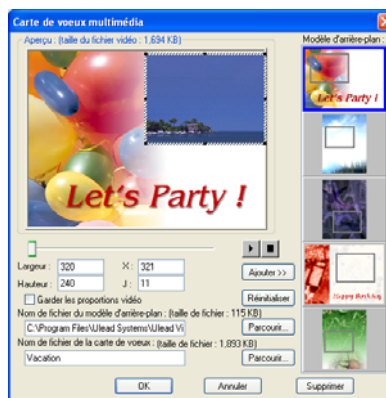 Carte de voeux multimédia
Aperçu : (taille du fichier vidéo : 1,694 KB)
Modèle d'arrière-plan :
Let's Party !
Let's Party !
Largeur : 320 X : 321
Hauteur : 240 J : 11
Ajouter >>
Garder les proportions vidéo
Réinitialiser
Nom de fichier du modèle d'arrière-plan : (taille de fichier : 115 KB)
C:\Program Files\Ulead Systems\Ulead Vi
Parcourir...
Nom de fichier de la carte de voeux : (taille de fichier : 1,893 KB)
Vacation
Parcourir...
Happy Birthday
OK Annuler Supprimer